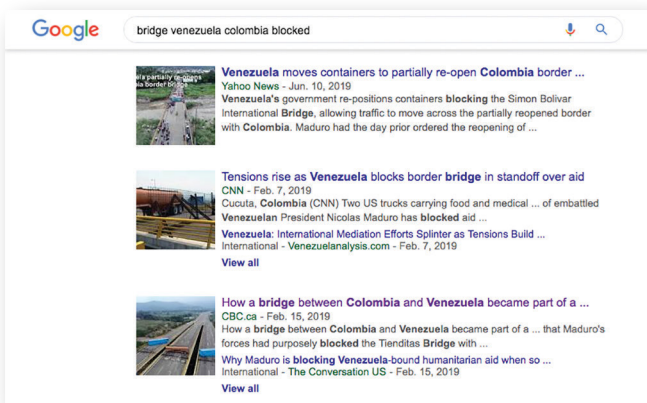 Google
bridge venezuela colombia blocked
Venezuela moves containers to partially re-open Colombia border ...
Yahoo News - Jun. 10, 2019
Venezuela's government re-positions containers blocking the Simon Bolivar
International Bridge, allowing traffic to move across the partially reopened border
with Colombia. Maduro had the day prior ordered the reopening of ...
Tensions rise as Venezuela blocks border bridge in standoff over aid
CNN - Feb. 7, 2019
Cucuta, Colombia (CNN) Two US trucks carrying food and medical ... of embattled
Venezuelan President Nicolas Maduro has blocked aid ...
Venezuela: International Mediation Efforts Splinter as Tensions Build ...
International - Venezuelanalysis.com - Feb. 7, 2019
View all
How a bridge between Colombia and Venezuela became part of a ...
CBC.ca - Feb. 15, 2019
How a bridge between Colombia and Venezuela became part of a ... that Maduro's
forces had purposely blocked the Tienditas Bridge with ...
Why Maduro is blocking Venezuela-bound humanitarian aid when so ...
International - The Conversation US - Feb. 15, 2019
View all